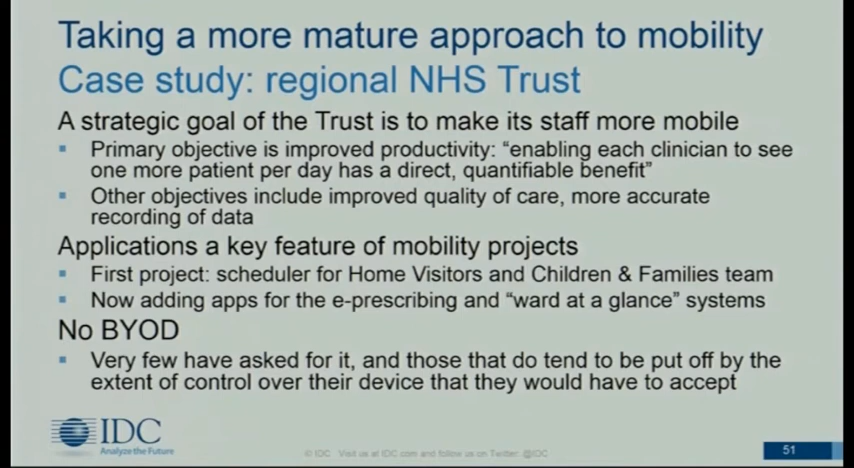 Taking a more mature approach to mobility
Case study: regional NHS Trust
A strategic goal of the Trust is to make its staff more mobile
Primary objective is improved productivity: “enabling each clinician to see
one more patient per day has a direct, quantifiable benefit”
Other objectives include improved quality of care, more accurate
recording of data
Applications a key feature of mobility projects
First project: scheduler for Home Visitors and Children & Families team
Now adding apps for the e-prescribing and “ward at a glance” systems
No BYOD
Very few have asked for it, and those that do tend to be put off by the
extent of control over their device that they would have to accept
IDC
Analyze the Future
© IDC Visit us at IDC.com and follow us on Twitter: @IDC
51